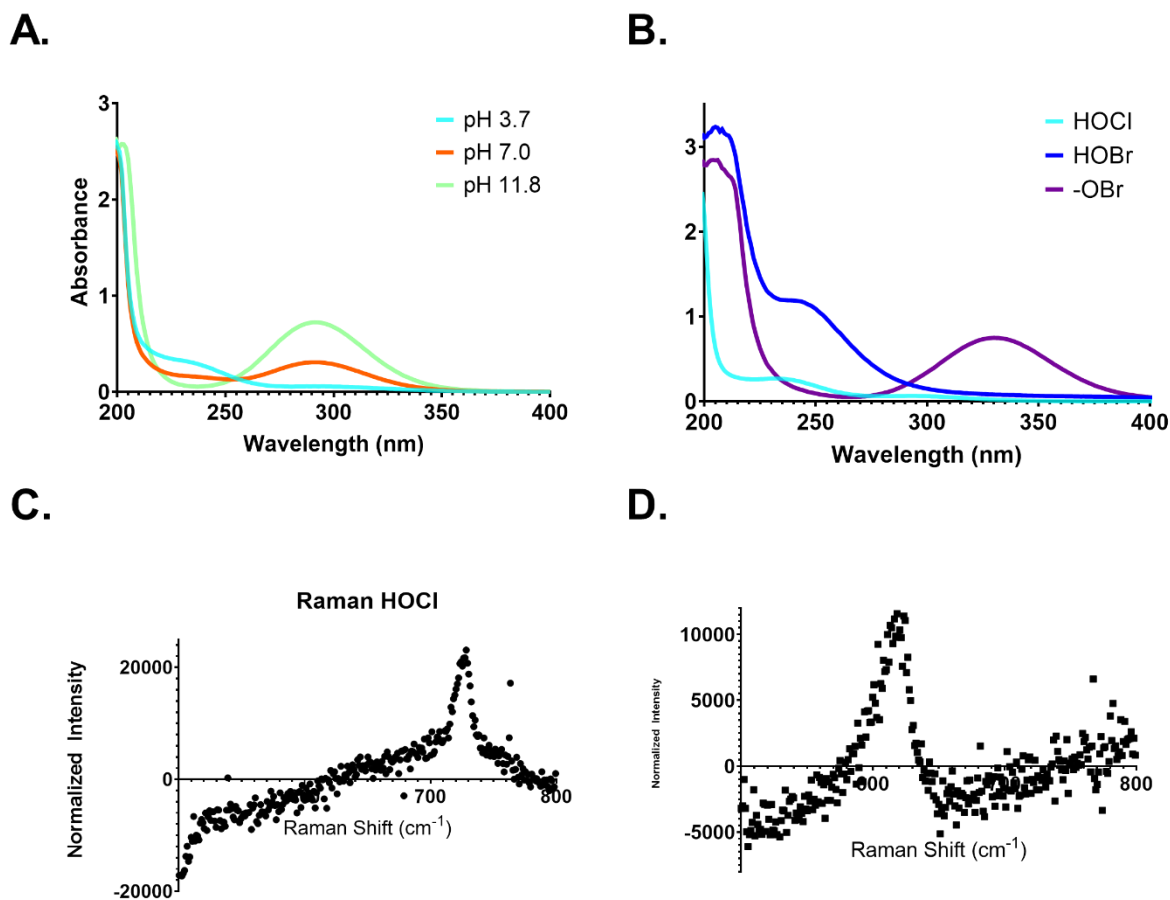 A.
3
2
1
0
200
250
300
350
400
Absorbance
Wavelength (nm)
pH 3.7
pH 7.0
pH 11.8
B.
3
2
1
0
200
250
300
350
400
Wavelength (nm)
HOCl
HOBr
-OBr
C.
Raman HOCl
20000
0
-20000
700
800
Normalized Intensity
Raman Shift (cm-1)
D.
10000
5000
0
-5000
600
800
Normalized Intensity
Raman Shift (cm-1)